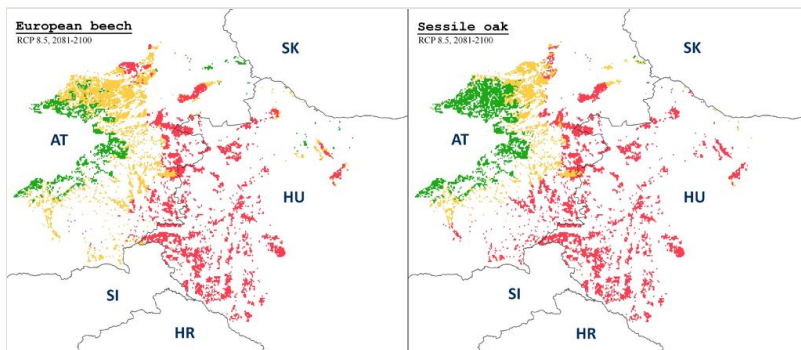 European beech
RCP 8.5, 2081-2100
SK
AT
HU
SI
HR
Sessile oak
RCP 8.5, 2081-2100
SK
AT
HU
SI
HR